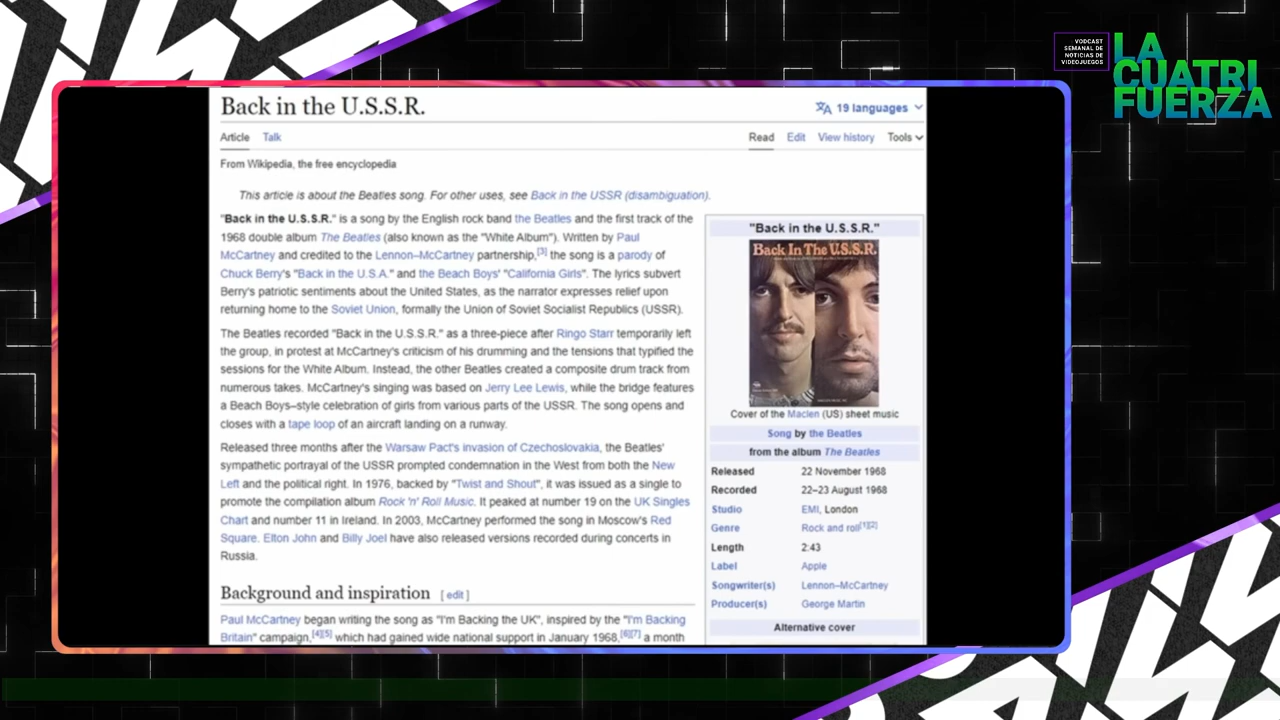 VODCAST
SEMANAL DE
NOTICIAS DE
VIDEOJUEGOS
LA
CUATRI
FUERZA
Back in the U.S.S.R.
19 languages
Article Talk
Read Edit View history Tools
From Wikipedia, the free encyclopedia
This article is about the Beatles song. For other uses, see Back in the USSR (disambiguation).
"Back in the U.S.S.R." is a song by the English rock band the Beatles and the first track of the
1968 double album The Beatles (also known as the "White Album"). Written by Paul
McCartney and credited to the Lennon–McCartney partnership,[3] the song is a parody of
Chuck Berry's "Back in the U.S.A." and the Beach Boys' "California Girls". The lyrics subvert
Berry's patriotic sentiments about the United States, as the narrator expresses relief upon
returning home to the Soviet Union, formally the Union of Soviet Socialist Republics (USSR).
The Beatles recorded "Back in the U.S.S.R." as a three-piece after Ringo Starr temporarily left
the group, in protest at McCartney's criticism of his drumming and the tensions that typified the
sessions for the White Album. Instead, the other Beatles created a composite drum track from
numerous takes. McCartney's singing was based on Jerry Lee Lewis, while the bridge features
a Beach Boys–style celebration of girls from various parts of the USSR. The song opens and
closes with a tape loop of an aircraft landing on a runway.
Released three months after the Warsaw Pact's invasion of Czechoslovakia, the Beatles'
sympathetic portrayal of the USSR prompted condemnation in the West from both the New
Left and the political right. In 1976, backed by "Twist and Shout", it was issued as a single to
promote the compilation album Rock 'n' Roll Music. It peaked at number 19 on the UK Singles
Chart and number 11 in Ireland. In 2003, McCartney performed the song in Moscow's Red
Square. Elton John and Billy Joel have also released versions recorded during concerts in
Russia.
Background and inspiration [ edit ]
Paul McCartney began writing the song as "I'm Backing the UK", inspired by the "I'm Backing
Britain" campaign,[4][5] which had gained wide national support in January 1968,[6][7] a month
"Back in the U.S.S.R."
Back In The U.S.S.R.
Cover of the Maclen (US) sheet music
Song by the Beatles
from the album The Beatles
Released 22 November 1968
Recorded 22–23 August 1968
Studio EMI, London
Genre Rock and roll[1][2]
Length 2:43
Label Apple
Songwriter(s) Lennon–McCartney
Producer(s) George Martin
Alternative cover